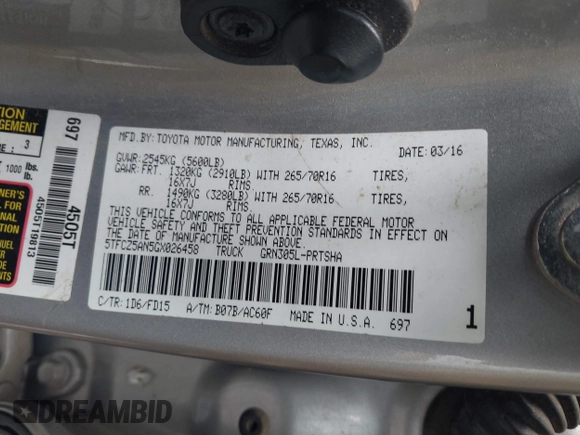 MFD.BY:TOYOTA MOTOR MANUFACTURING, TEXAS, INC.
GVWR:2545KG (5600LB) DATE: 03/16
GAWR:FRT. 1320KG (2910LB) WITH 265/70R16 TIRES,
16X7J RIMS
RR. 1490KG (3280LB) WITH 265/70R16 TIRES,
16X7J RIMS
THIS VEHICLE CONFORMS TO ALL APPLICABLE FEDERAL MOTOR
VEHICLE SAFETY AND THEFT PREVENTION STANDARDS IN EFFECT ON
THE DATE OF MANUFACTURE SHOWN ABOVE.
5TFCZ5AN5GX026458 TRUCK GRN305L-PRTSHA
C/TR:1D6/FD15 A/TM:B07B/AC60F MADE IN U.S.A. 697
1
697
4505T
4505119813
3
1000 lbs.
DREAMBID